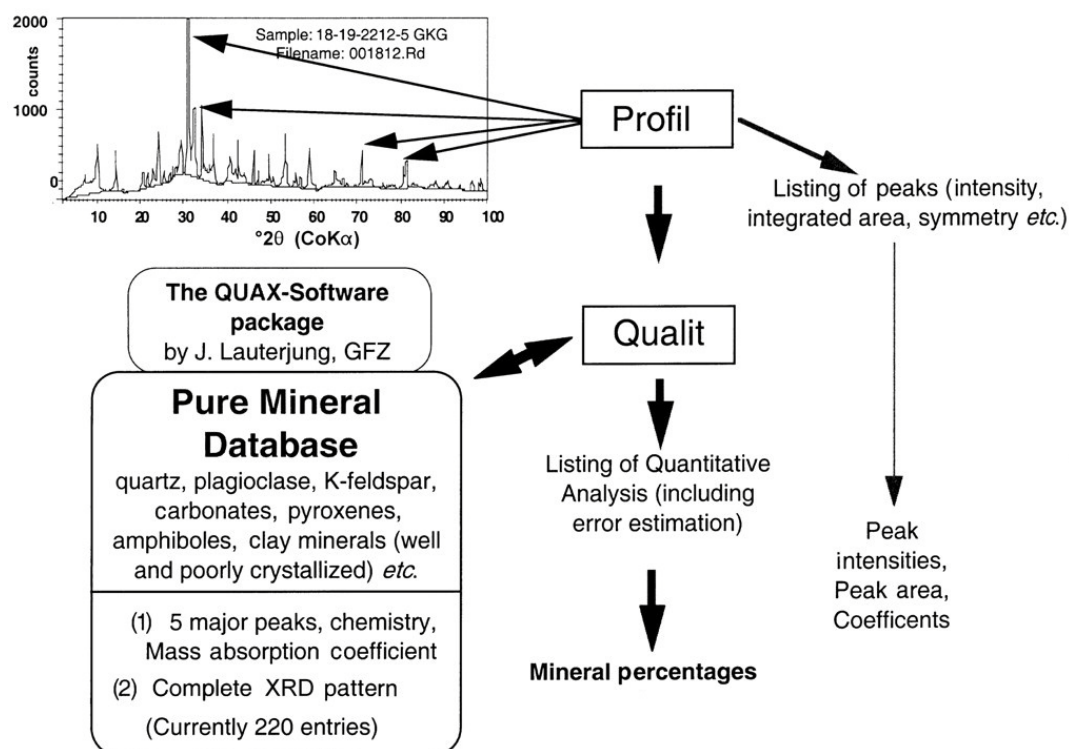 2000
counts
1000
0
Sample: 18-19-2212-5 GKG
Filename: 001812.Rd
10 20 30 40 50 60 70 80 90 100
°2θ (CoKα)
Profil
Listing of peaks (intensity,
integrated area, symmetry etc.)
The QUAX-Software
package
by J. Lauterjung, GFZ
Qualit
Pure Mineral
Database
quartz, plagioclase, K-feldspar,
carbonates, pyroxenes,
amphiboles, clay minerals (well
and poorly crystallized) etc.
(1) 5 major peaks, chemistry,
Mass absorption coefficient
(2) Complete XRD pattern
(Currently 220 entries)
Listing of Quantitative
Analysis (including
error estimation)
Mineral percentages
Peak
intensities,
Peak area,
Coefficents